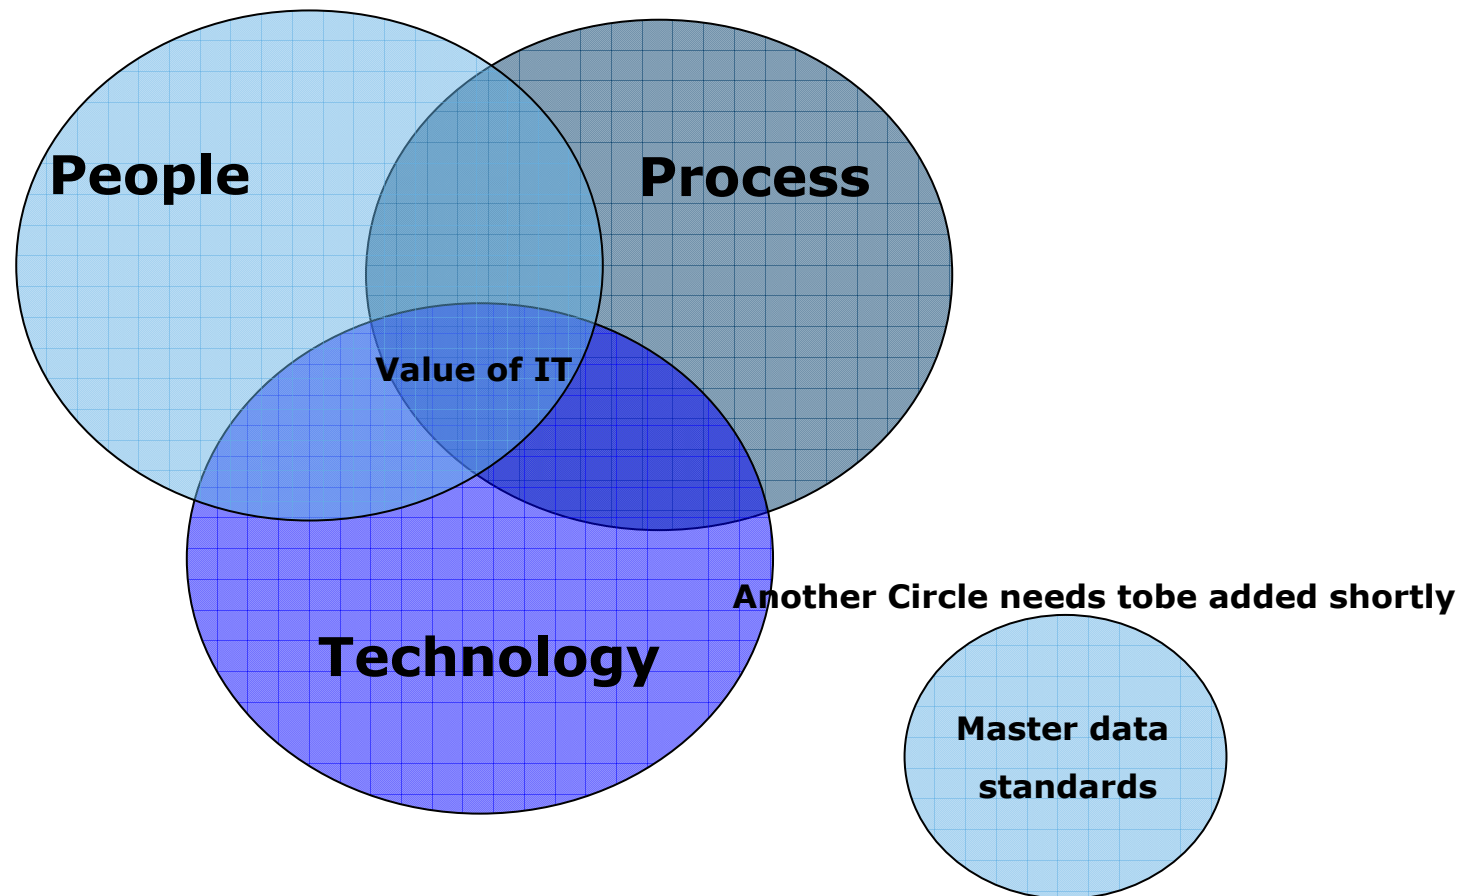 People
Process
Value of IT
Another Circle needs tobe added shortly
Technology
Master data
standards